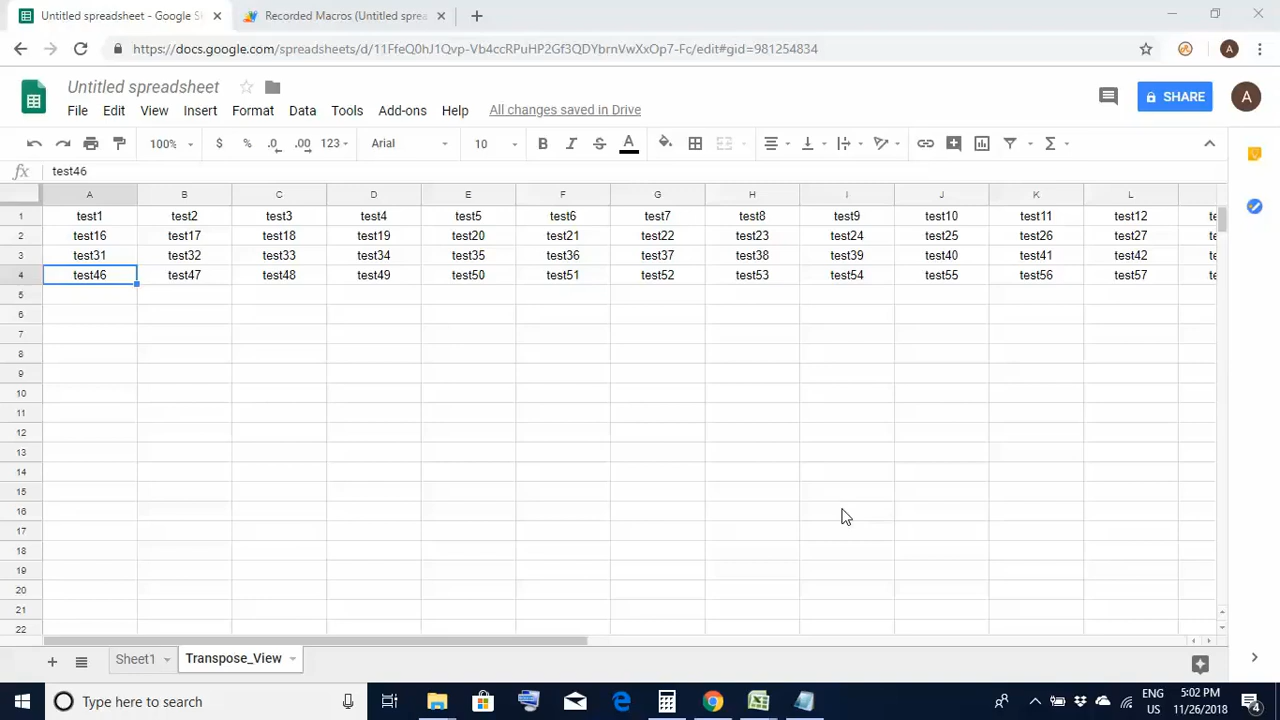 Untitled spreadsheet - Google S
Recorded Macros (Untitled sprea
https://docs.google.com/spreadsheets/d/11FfeQ0hJ1Qvp-Vb4ccRPuHP2Gf3QDYbrnVwXxOp7-Fc/edit#gid=981254834
A
Untitled spreadsheet
File Edit View Insert Format Data Tools Add-ons Help All changes saved in Drive
SHARE A
100% $ % .0 .00 123 Arial 10 B I S A Σ
fx test46
A B C D E F G H I J K L
1 test1 test2 test3 test4 test5 test6 test7 test8 test9 test10 test11 test12 te
2 test16 test17 test18 test19 test20 test21 test22 test23 test24 test25 test26 test27 te
3 test31 test32 test33 test34 test35 test36 test37 test38 test39 test40 test41 test42 te
4 test46 test47 test48 test49 test50 test51 test52 test53 test54 test55 test56 test57 te
5
6
7
8
9
10
11
12
13
14
15
16
17
18
19
20
21
22
+ Sheet1 Transpose_View
Type here to search
ENG 5:02 PM
US 11/26/2018 4